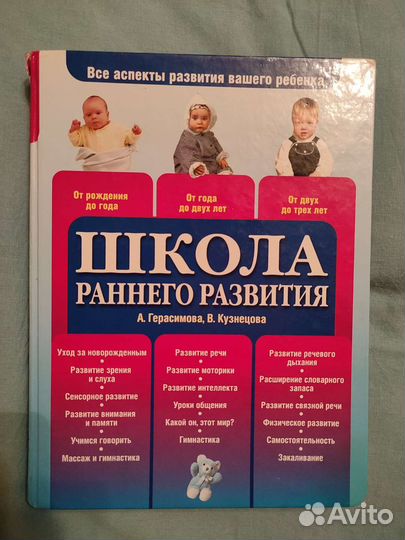 Все аспекты развития вашего ребенка
От рождения
до года
От года
до двух лет
От двух
до трех лет
ШКОЛА
РАННЕГО РАЗВИТИЯ
А. Герасимова, В. Кузнецова
Уход за новорожденным
Развитие зрения
и слуха
Сенсорное развитие
Развитие внимания
и памяти
Учимся говорить
Массаж и гимнастика
Развитие речи
Развитие моторики
Развитие интеллекта
Уроки общения
Какой он, этот мир?
Гимнастика
Развитие речевого
дыхания
Расширение словарного
запаса
Развитие связной речи
Физическое развитие
Самостоятельность
Закаливание
Avito